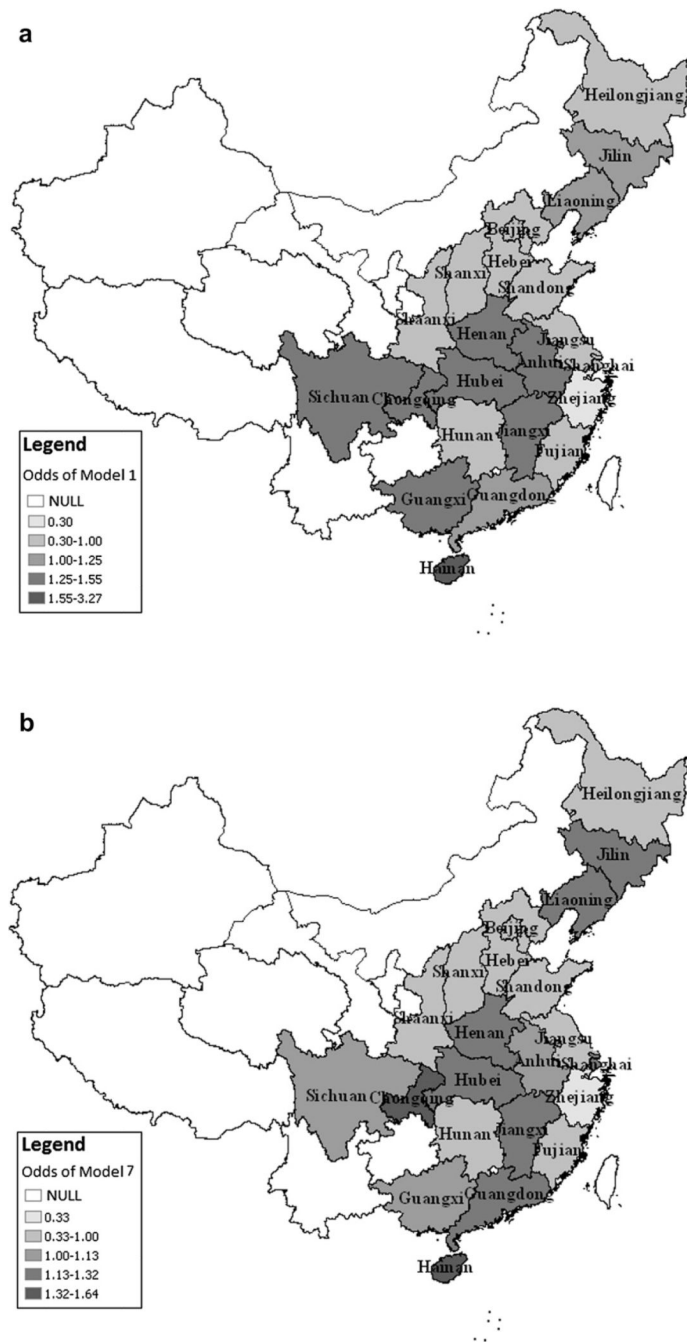 a
Heilongjiang
Jilin
Liaoning
Beijing
Hebei
Shanxi
Shandong
Shaanxi
Henan
Jiangsu
Anhui
Shanghai
Hubei
Sichuan
Chongqing
Zhejiang
Hunan
Jiangxi
Fujian
Guangxi
Guangdon
Hainan
Legend
Odds of Model 1
NULL
0.30
0.30-1.00
1.00-1.25
1.25-1.55
1.55-3.27
b
Heilongjiang
Jilin
Liaoning
Beijing
Hebei
Shanxi
Shandong
Shaanxi
Henan
Jiangsu
Anhui
Shanghai
Hubei
Sichuan
Chongqing
Zhejiang
Hunan
Jiangxi
Fujian
Guangxi
Guangdon
Hainan
Legend
Odds of Model 7
NULL
0.33
0.33-1.00
1.00-1.13
1.13-1.32
1.32-1.64